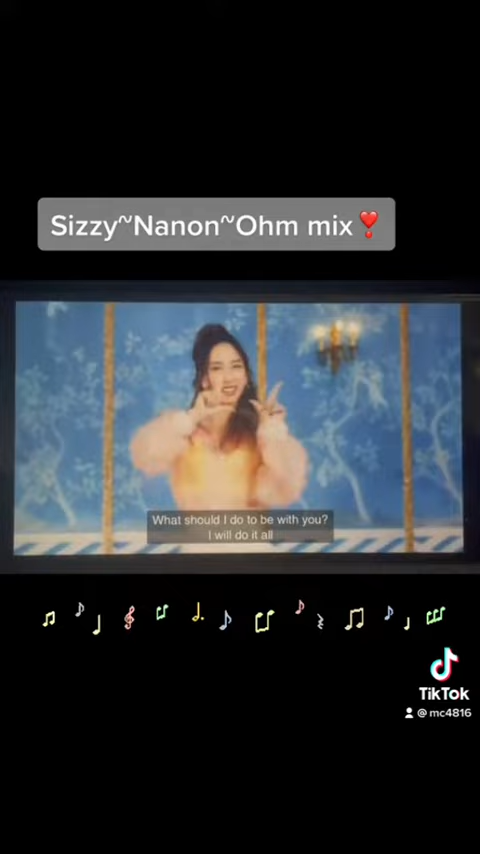 Sizzy~Nanon~Ohm mix❣️
What should I do to be with you?
I will do it all
TikTok
@ mc4816